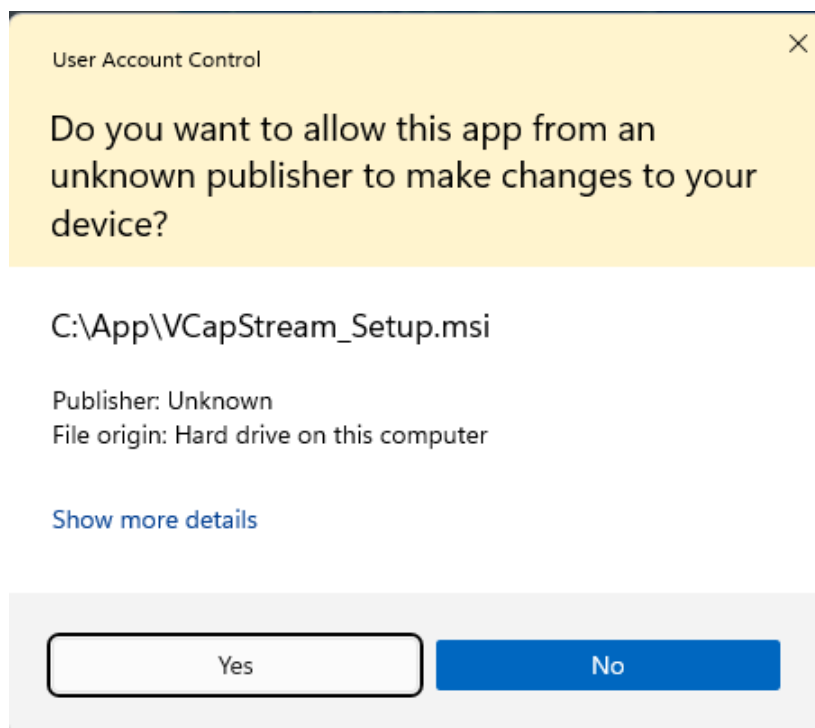 User Account Control
Do you want to allow this app from an
unknown publisher to make changes to your
device?
C:\App\VCapStream_Setup.msi
Publisher: Unknown
File origin: Hard drive on this computer
Show more details
Yes
No